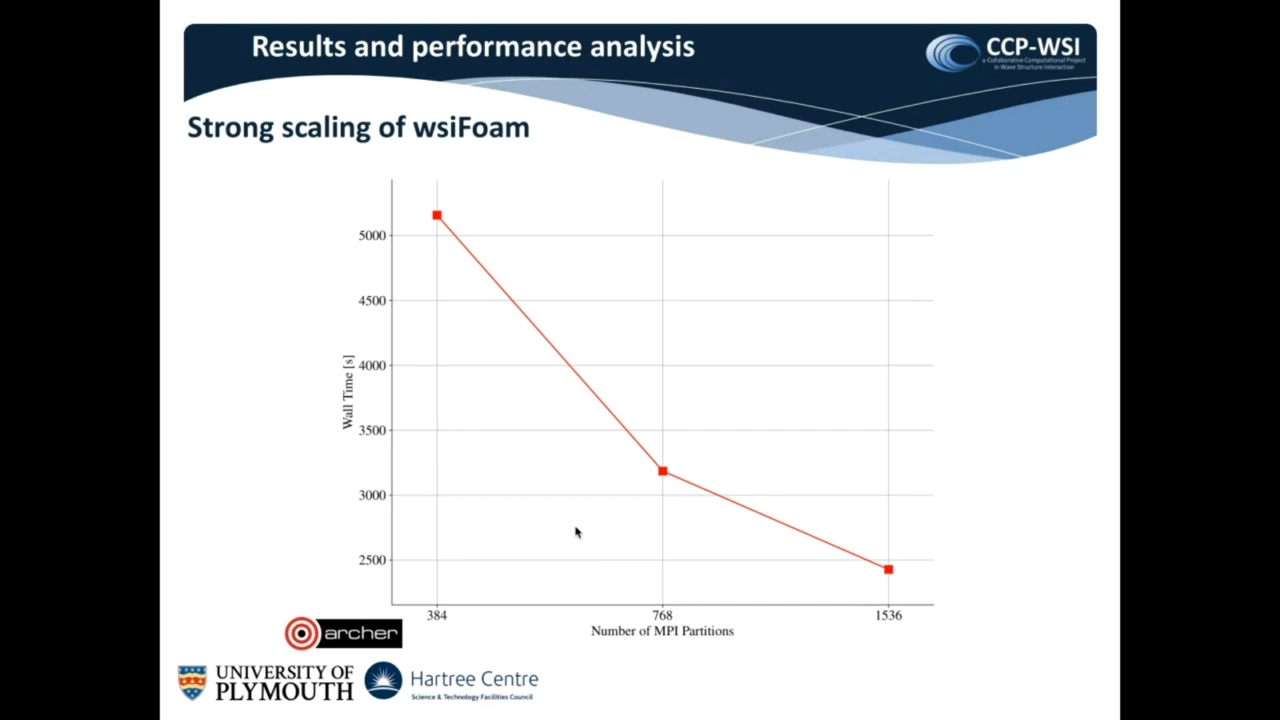 Results and performance analysis
CCP-WSI
a Collaborative Computational Project
in Wave Structure Interaction
Strong scaling of wsiFoam
5000
4500
4000
3500
3000
2500
Wall Time [s]
384
768
1536
Number of MPI Partitions
archer
UNIVERSITY OF
PLYMOUTH
Hartree Centre
Science & Technology Facilities Council